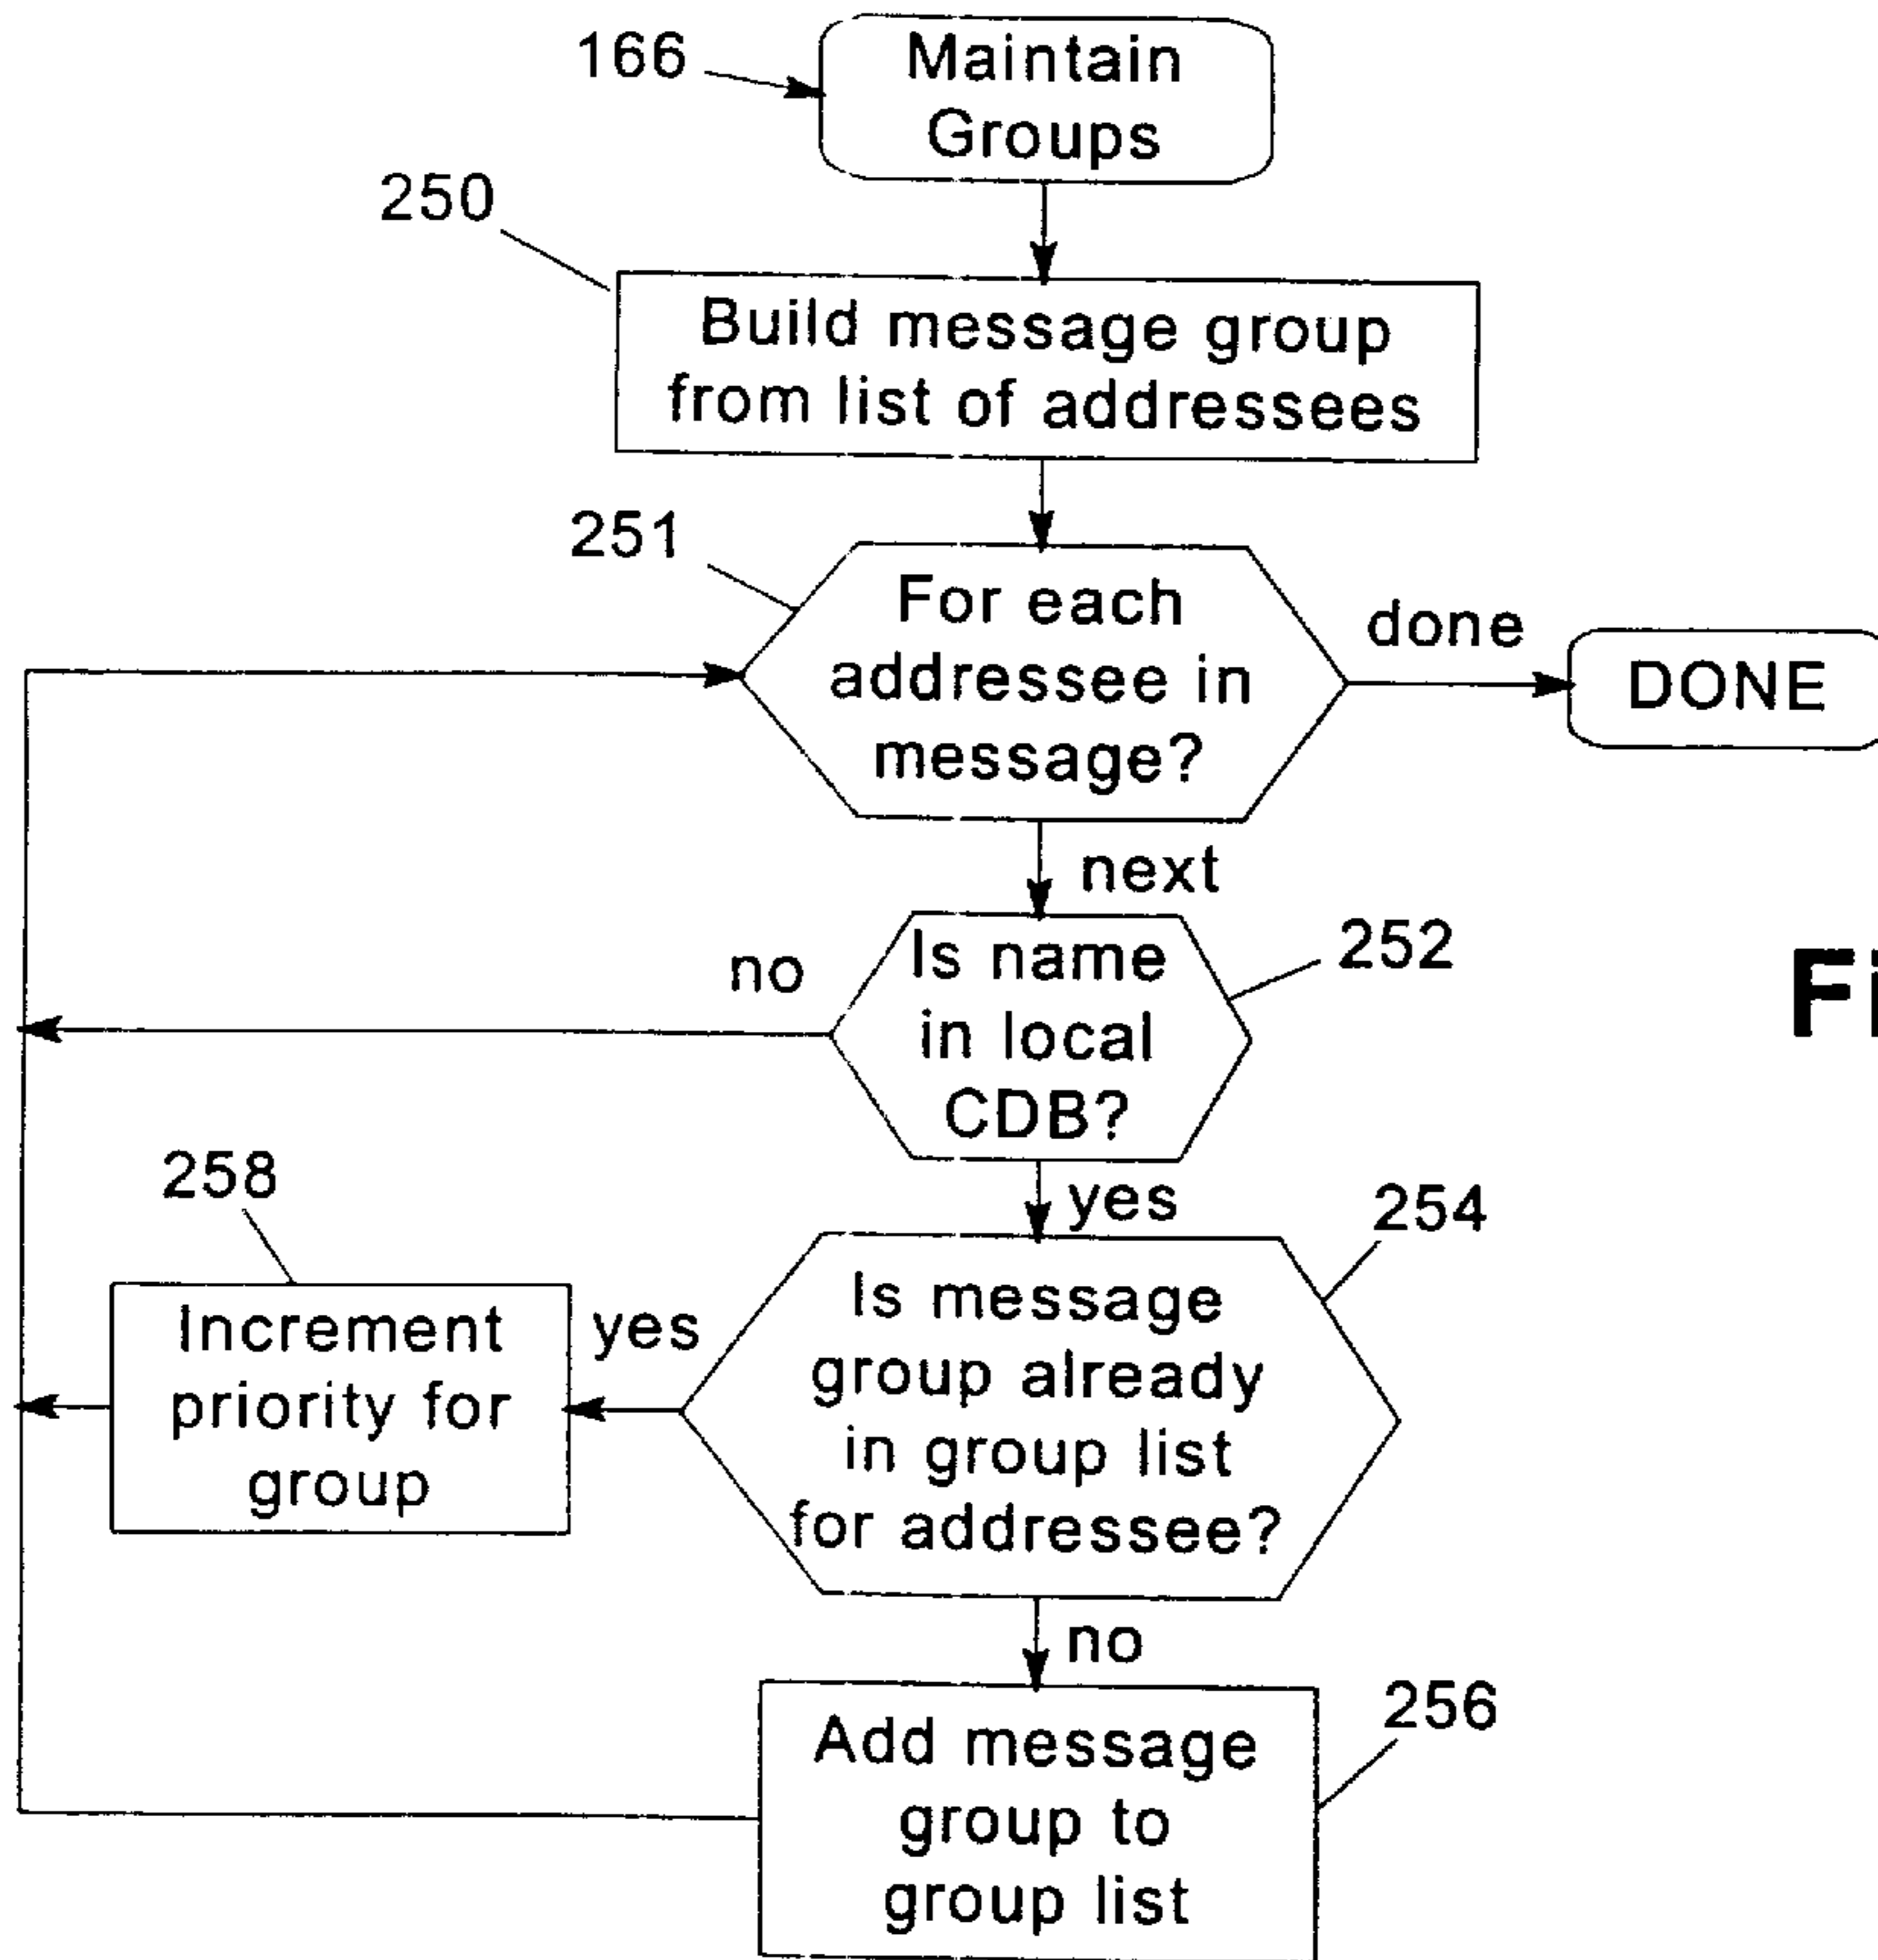 166
Maintain
Groups
250
Build message group
from list of addressees
251
For each
addressee in
message?
done
DONE
next
Is name
in local
CDB?
252
no
Fi
yes
258
254
Increment
priority for
group
yes
Is message
group already
in group list
for addressee?
no
256
Add message
group to
group list